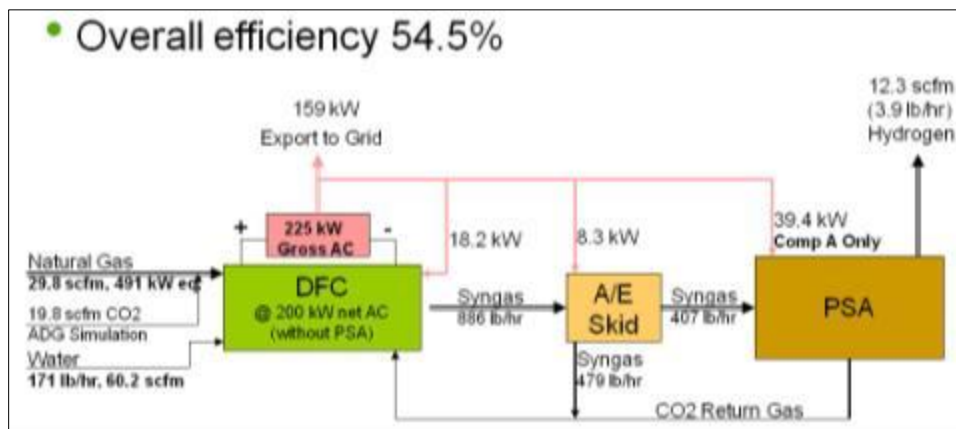 • Overall efficiency 54.5%
12.3 scfm
(3.9 lb/hr)
Hydrogen
159 kW
Export to Grid
+
225 kW
Gross AC
-
18.2 kW
8.3 kW
39.4 kW
Comp A Only
Natural Gas
29.8 scfm, 491 kW eq
19.8 scfm CO2
ADG Simulation
Water
171 lb/hr, 60.2 scfm
DFC
@ 200 kW net AC
(without PSA)
Syngas
886 lb/hr
A/E
Skid
Syngas
407 lb/hr
PSA
Syngas
479 lb/hr
CO2 Return Gas